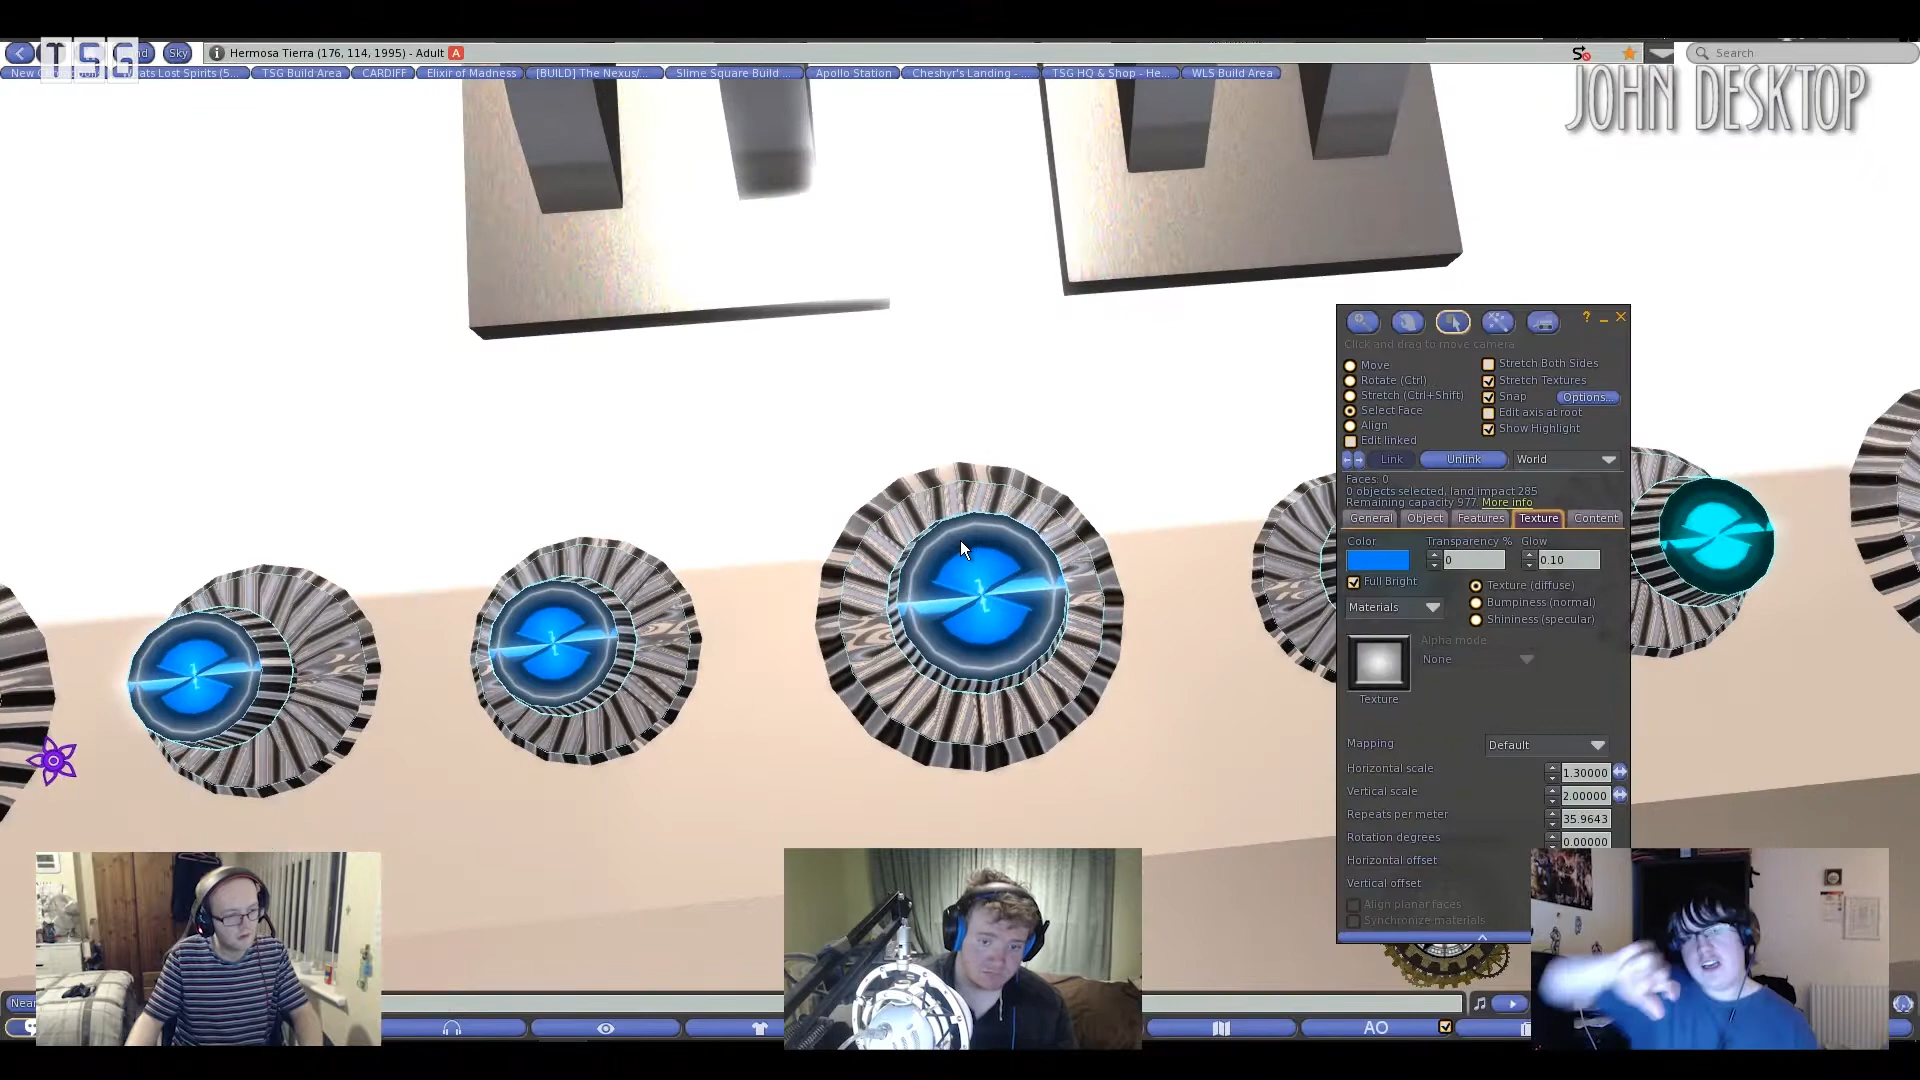 TSG
Sky
Hermosa Tierra (176, 114, 1995) - Adult A
Search
TSG Build Area
CARDIFF
Elixir of Madness
[BUILD] The Nexus/...
Slime Square Build ...
Apollo Station
Cheshyr's Landing - ...
TSG HQ & Shop - He...
WLS Build Area
JOHN DESKTOP
Click and drag to move camera
Move
Rotate (Ctrl)
Stretch (Ctrl+Shift)
Select Face
Align
Edit linked
Stretch Both Sides
Stretch Textures
Snap
Options...
Edit axis at root
Show Highlight
Link
Unlink
World
Faces: 0
0 objects selected, land impact 285
Remaining capacity 977. More info
General
Object
Features
Texture
Content
Color
Transparency %
Glow
0
0.10
Full Bright
Texture (diffuse)
Materials
Bumpiness (normal)
Shininess (specular)
Alpha mode
None
Texture
Mapping
Default
Horizontal scale
1.30000
Vertical scale
2.00000
Repeats per meter
35.9643
Rotation degrees
0.00000
Horizontal offset
Vertical offset
Align planar faces
Synchronize materials
AO